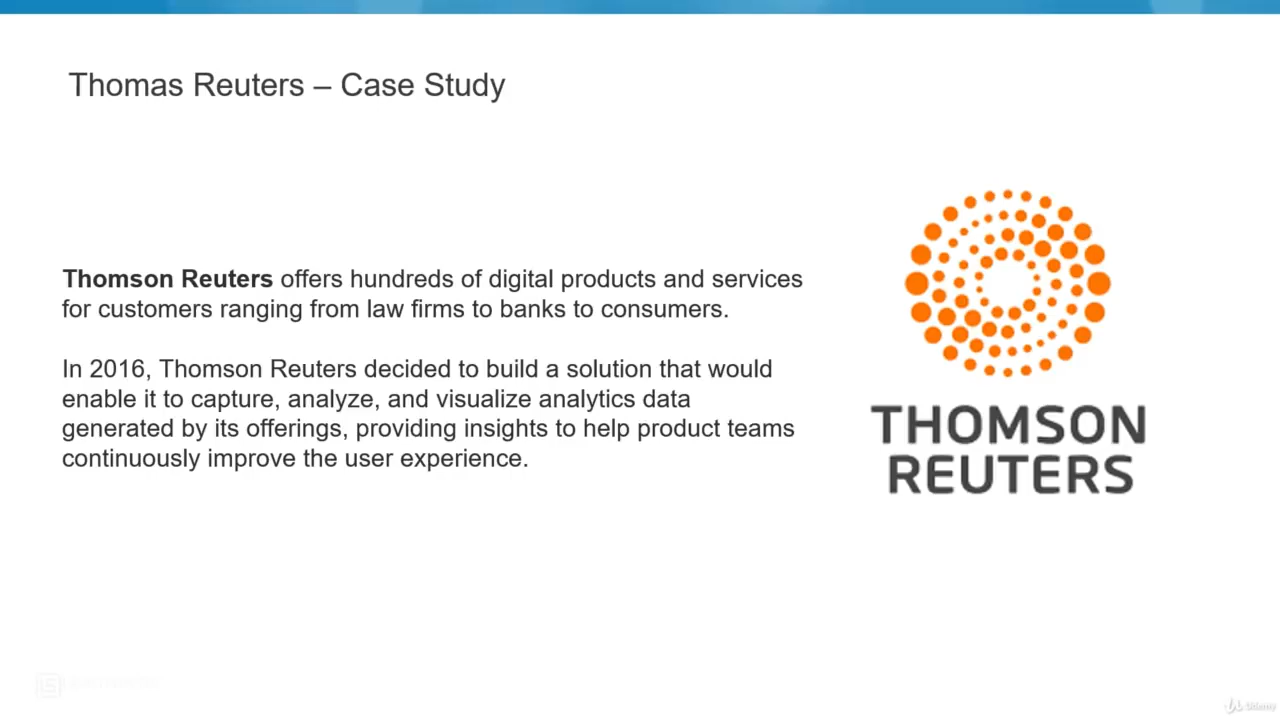 Thomas Reuters – Case Study
Thomson Reuters offers hundreds of digital products and services
for customers ranging from law firms to banks to consumers.
In 2016, Thomson Reuters decided to build a solution that would
enable it to capture, analyze, and visualize analytics data
generated by its offerings, providing insights to help product teams
continuously improve the user experience.
THOMSON
REUTERS
Udemy